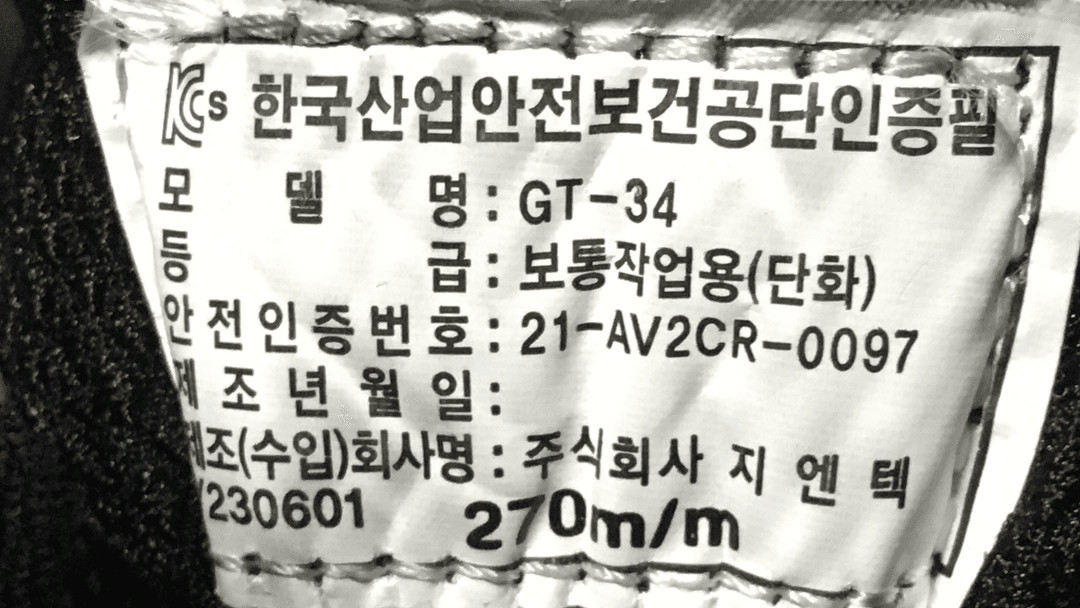 KCs 한국산업안전보건공단인증필
모 델 명 : GT-34
등 급 : 보통작업용(단화)
안전인증번호 : 21-AV2CR-0097
제조년월일 :
제조(수입)회사명 : 주식회사 지엔텍
230601 270m/m